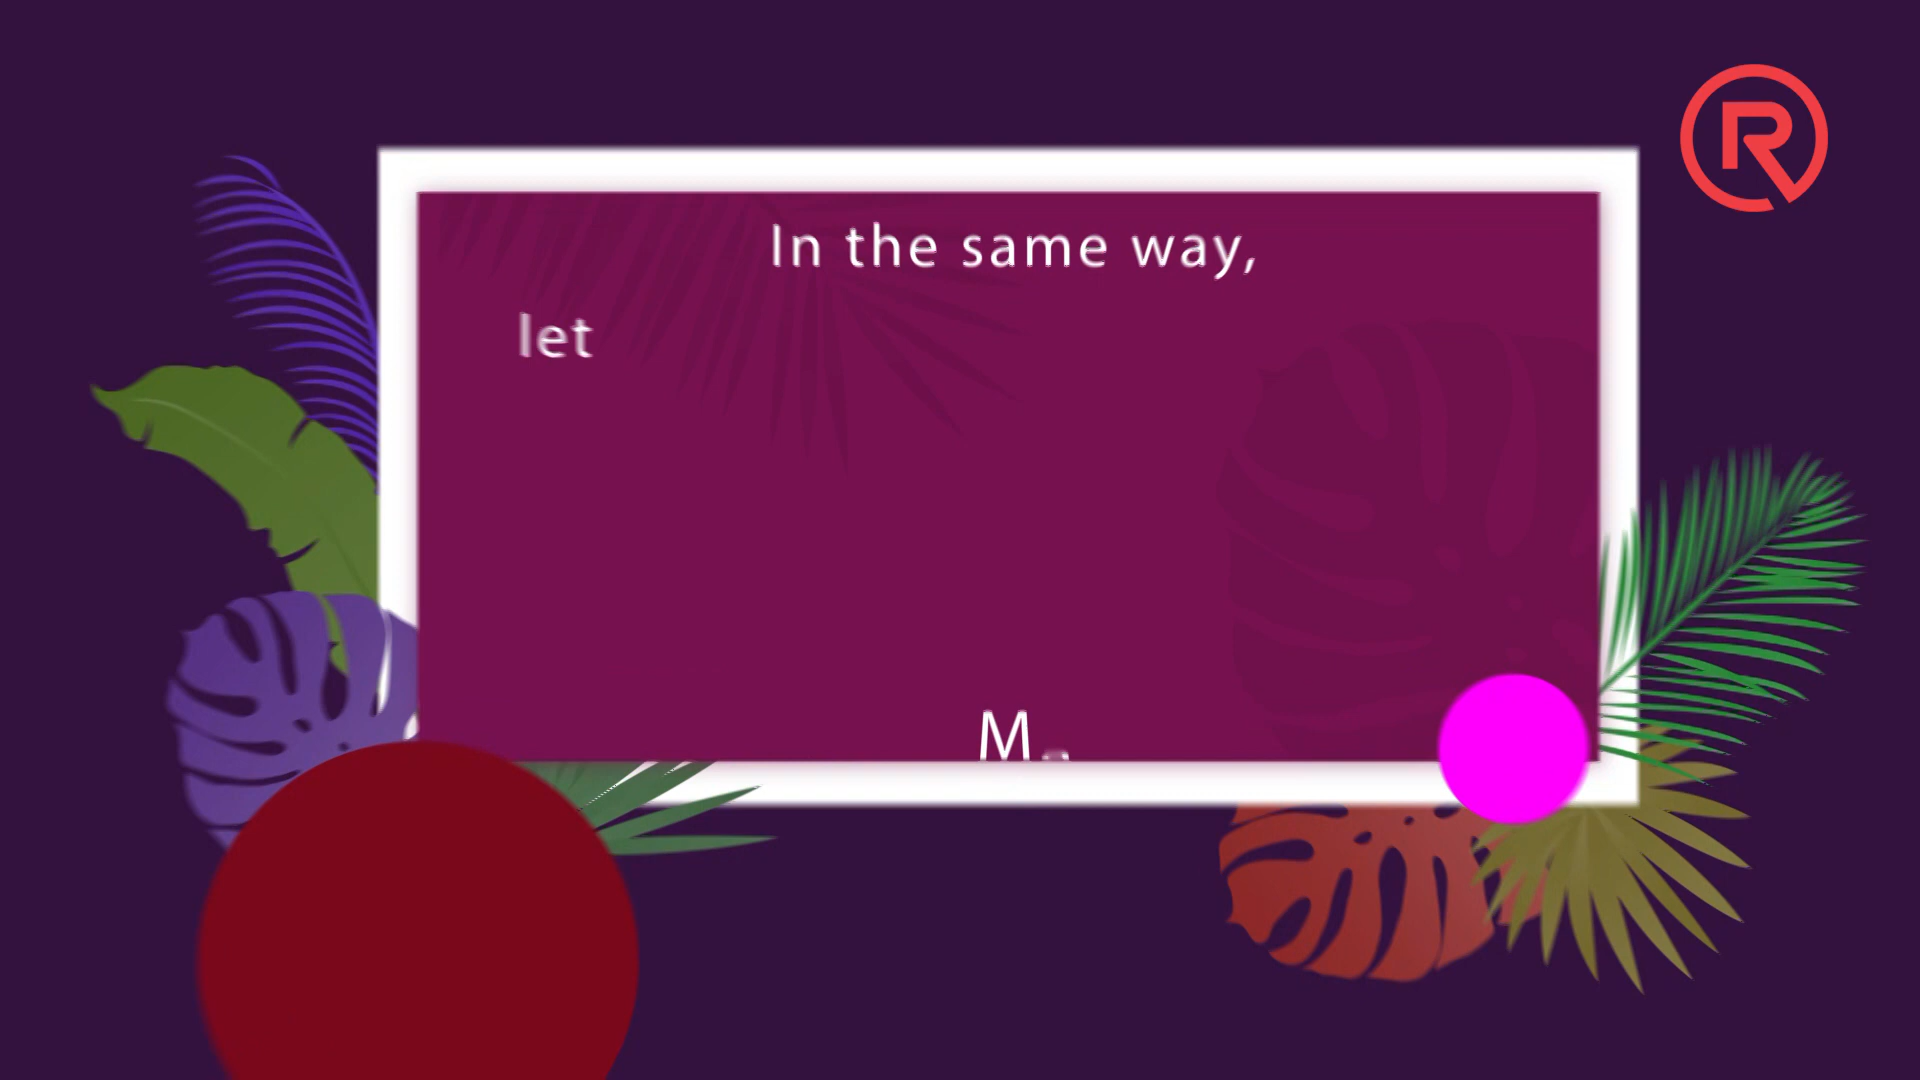 In the same way,
let
M
R